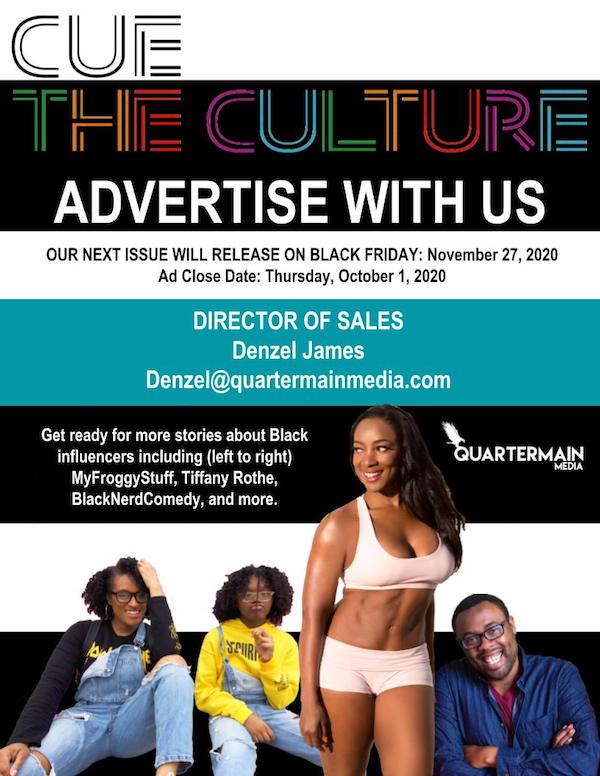 CUE
THE CULTURE
ADVERTISE WITH US
OUR NEXT ISSUE WILL RELEASE ON BLACK FRIDAY: November 27, 2020
Ad Close Date: Thursday, October 1, 2020
DIRECTOR OF SALES
Denzel James
Denzel@quartermainmedia.com
Get ready for more stories about Black
influencers including (left to right)
MyFroggyStuff, Tiffany Rothe,
BlackNerdComedy, and more.
QUARTERMAIN
MEDIA